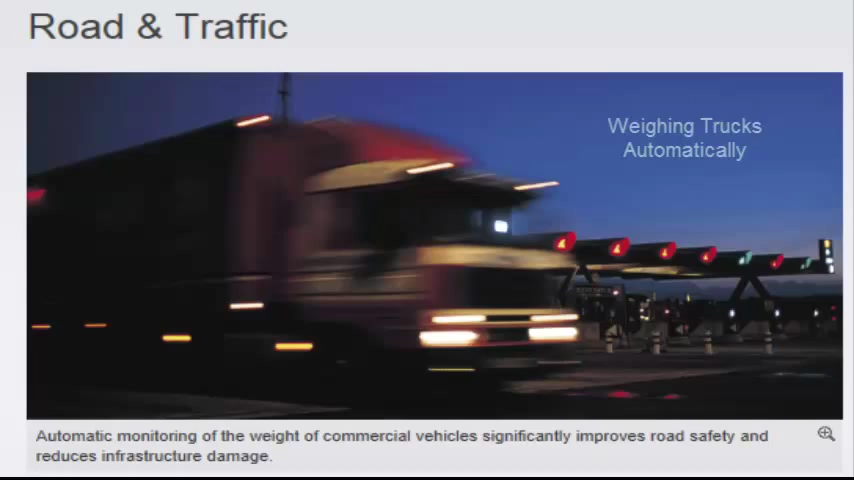 Road & Traffic
Weighing Trucks
Automatically
Automatic monitoring of the weight of commercial vehicles significantly improves road safety and
reduces infrastructure damage.